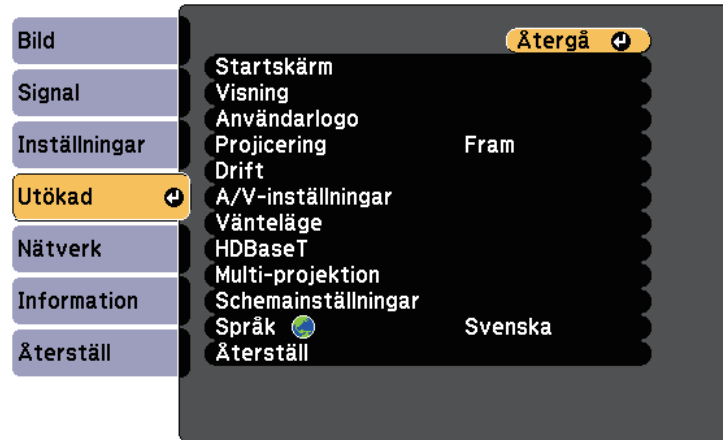 Bild
Signal
Inställningar
Utökad
Nätverk
Information
Återställ
Återgå
Startskärm
Visning
Användarlogo
Projicering Fram
Drift
A/V-inställningar
Vänteläge
HDBaseT
Multi-projektion
Schemainställningar
Språk Svenska
Återställ